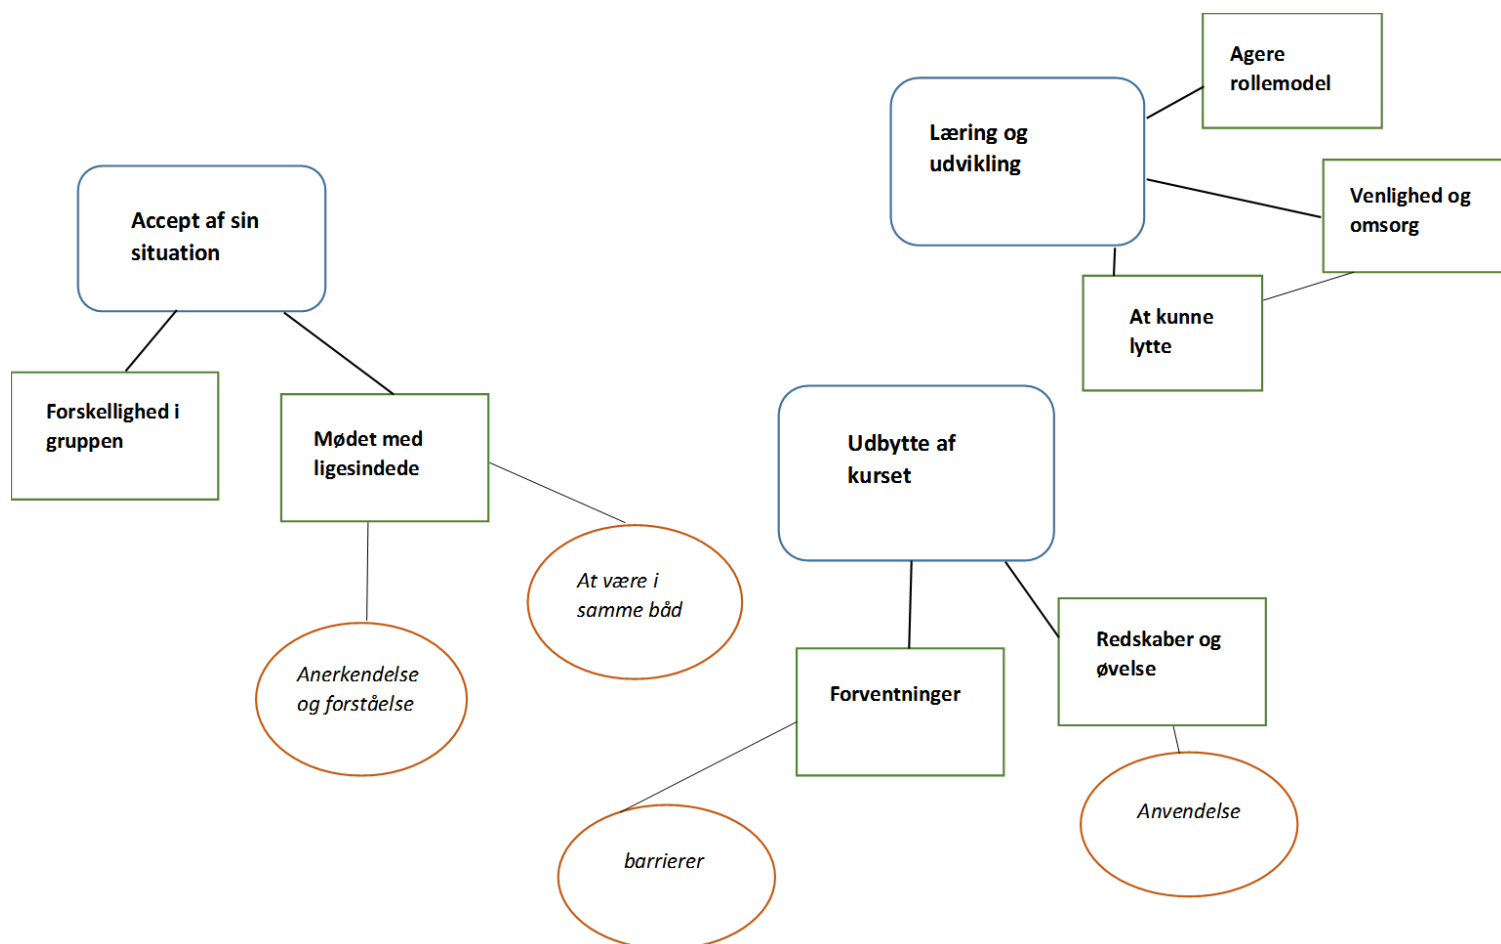 Agere
rollemodel
Læring og
udvikling
Venlighed og
omsorg
At kunne
lytte
Accept af sin
situation
Forskellighed i
gruppen
Mødet med
ligesindede
At være i
samme båd
Anerkendelse
og forståelse
Udbytte af
kurset
Forventninger
Redskaber og
øvelse
barrierer
Anvendelse